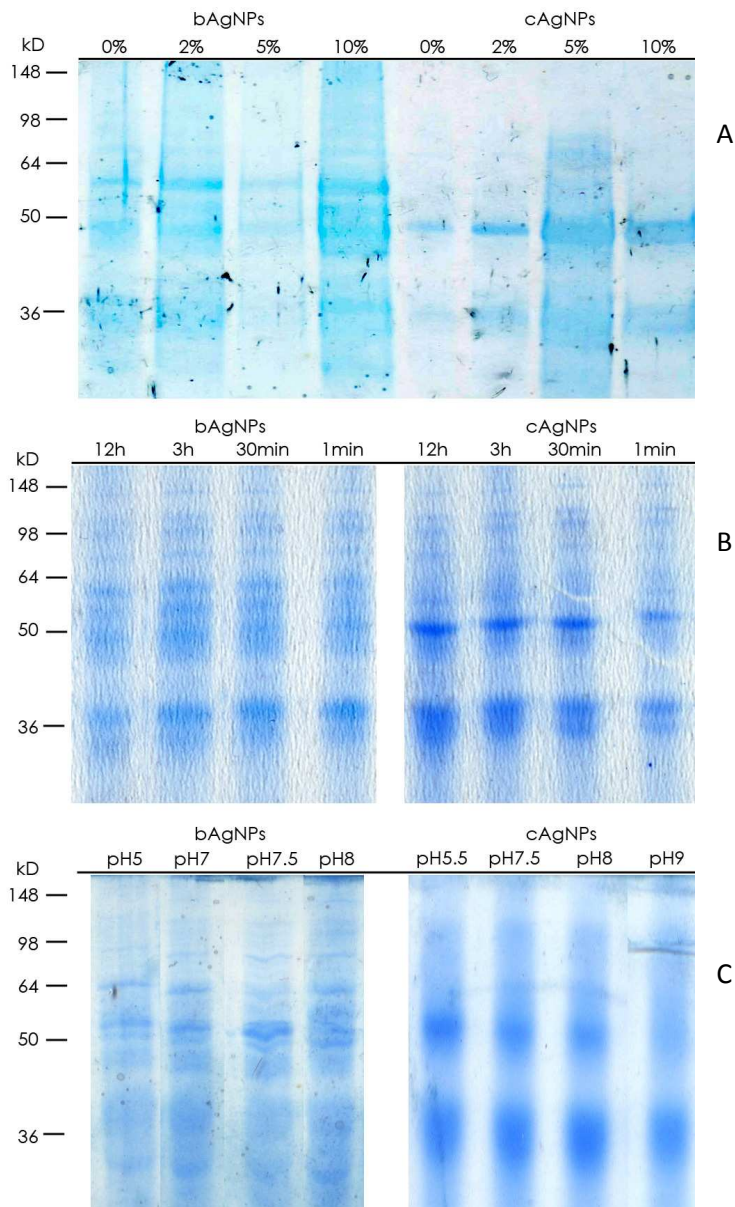 bAgNPs cAgNPs
kD 0% 2% 5% 10% 0% 2% 5% 10%
148
98
A
64
50
36
bAgNPs cAgNPs
kD 12h 3h 30min 1min 12h 3h 30min 1min
148
98
B
64
50
36
bAgNPs cAgNPs
kD pH5 pH7 pH7.5 pH8 pH5.5 pH7.5 pH8 pH9
148
98
64
C
50
36